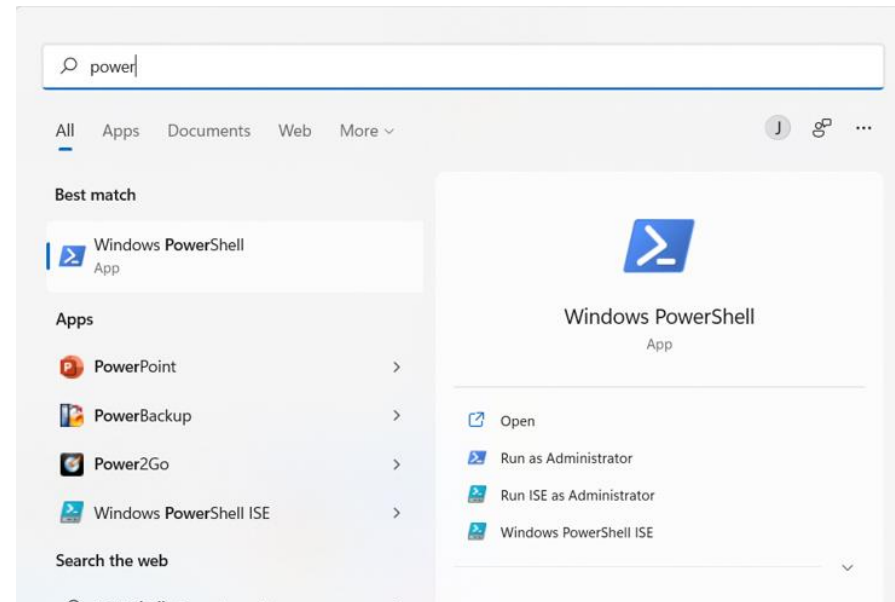 power
All Apps Documents Web More
J
Best match
Windows PowerShell
App
Apps
PowerPoint
PowerBackup
Power2Go
Windows PowerShell ISE
Search the web
Windows PowerShell
App
Open
Run as Administrator
Run ISE as Administrator
Windows PowerShell ISE